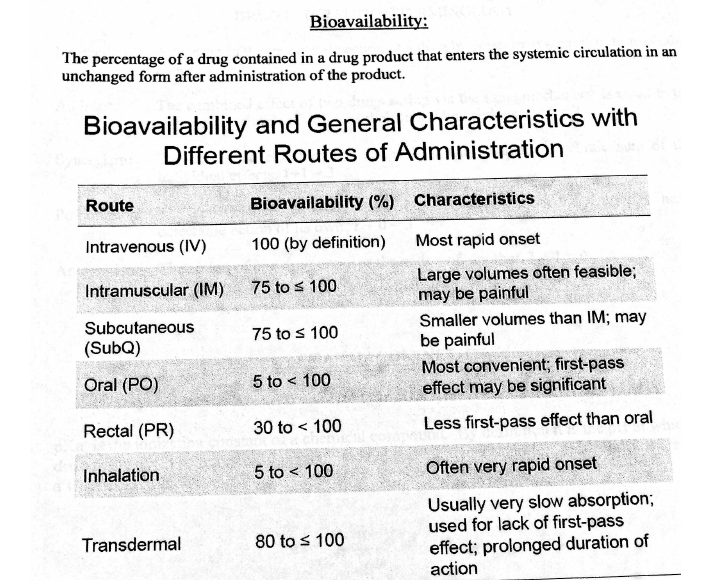 Bioavailability:
The percentage of a drug contained in a drug product that enters the systemic circulation in an
unchanged form after administration of the product.
Bioavailability and General Characteristics with
Different Routes of Administration
Route Bioavailability (%) Characteristics
Intravenous (IV) 100 (by definition) Most rapid onset
Intramuscular (IM) 75 to ≤ 100 Large volumes often feasible;
may be painful
Subcutaneous
(SubQ) 75 to ≤ 100 Smaller volumes than IM; may
be painful
Oral (PO) 5 to < 100 Most convenient; first-pass
effect may be significant
Rectal (PR) 30 to < 100 Less first-pass effect than oral
Inhalation 5 to < 100 Often very rapid onset
Transdermal 80 to ≤ 100 Usually very slow absorption;
used for lack of first-pass
effect; prolonged duration of
action